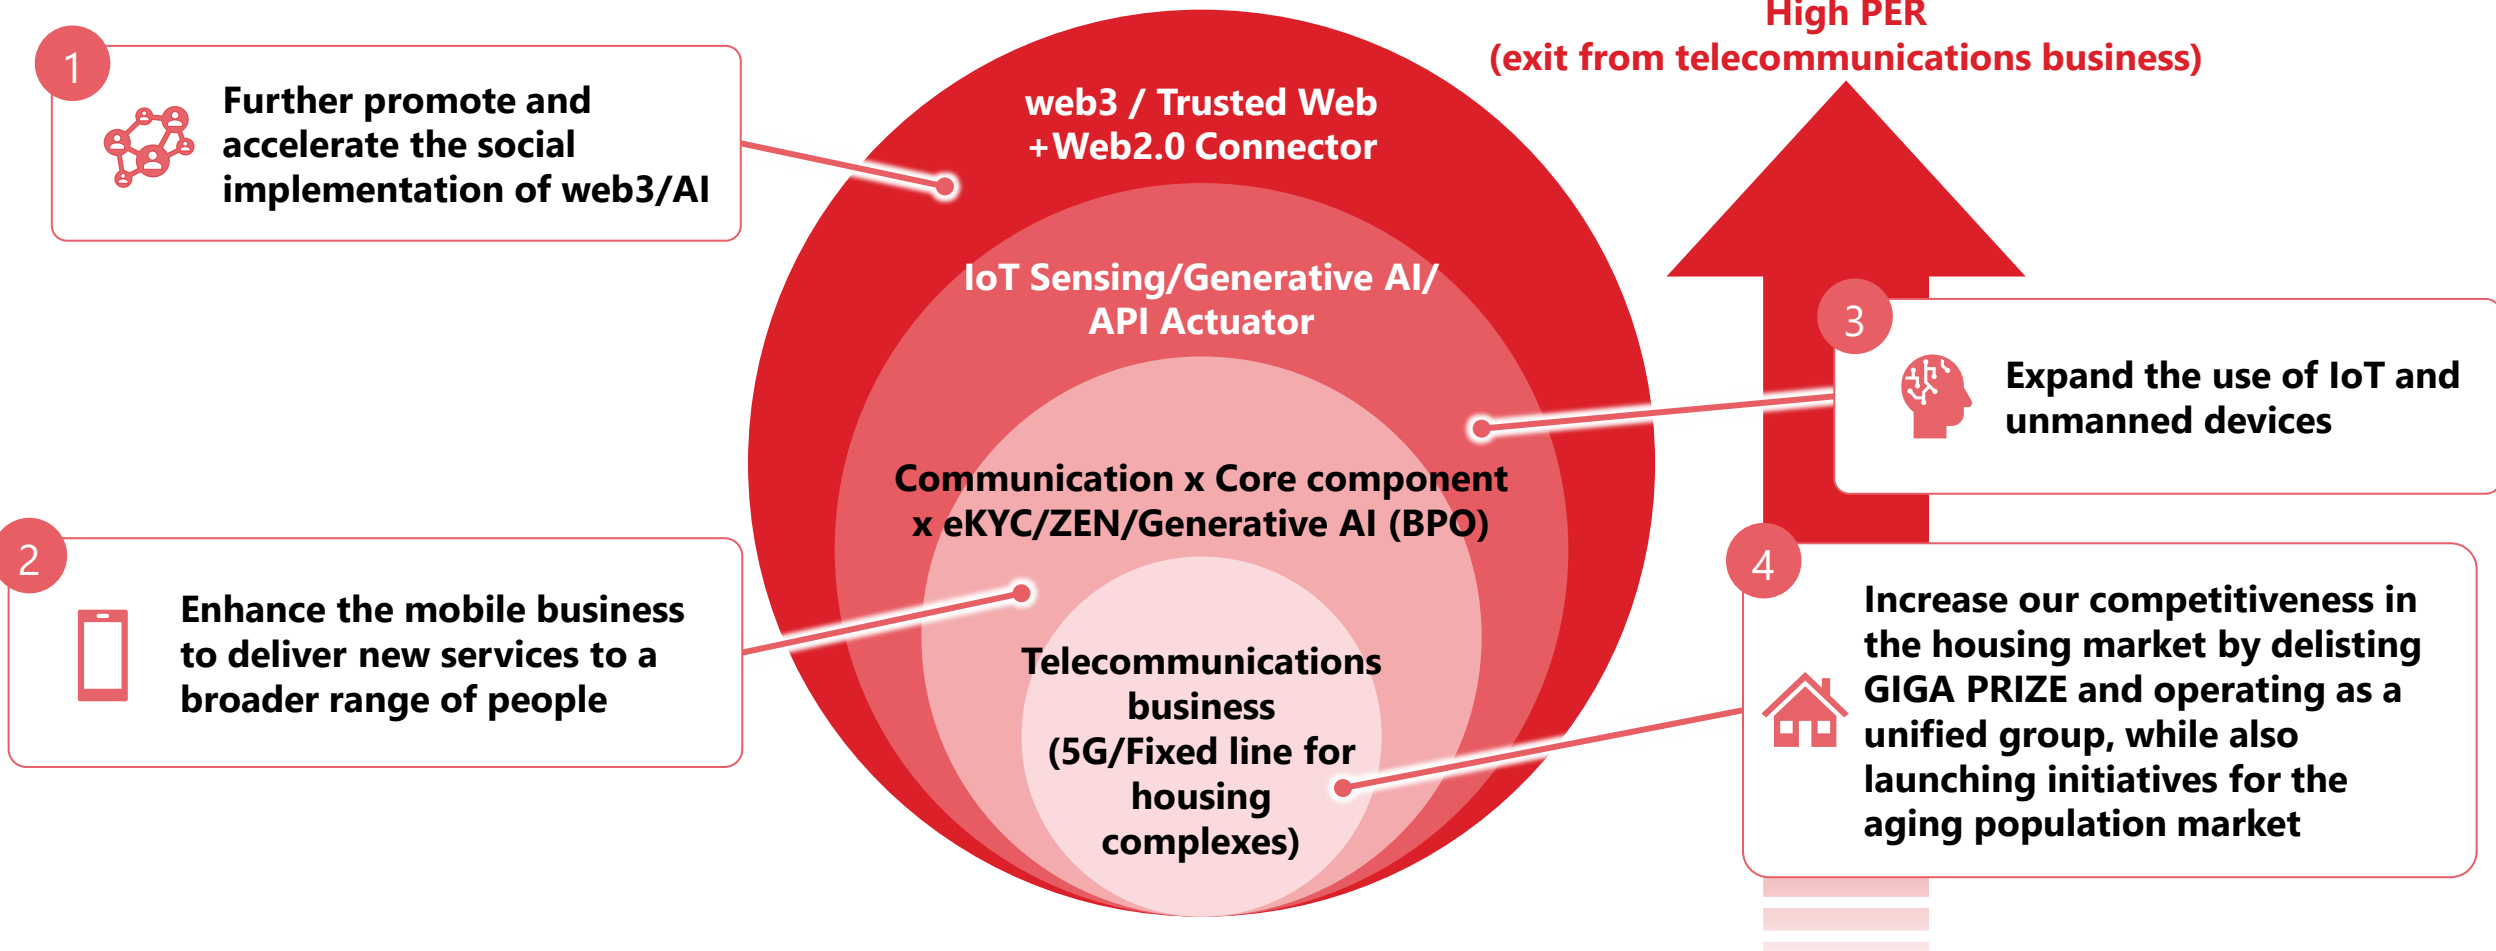 High PER
(exit from telecommunications business)
1
Further promote and
accelerate the social
implementation of web3/AI
web3 / Trusted Web
+Web2.0 Connector
IoT Sensing/Generative AI/
API Actuator
3
Expand the use of IoT and
unmanned devices
Communication x Core component
x eKYC/ZEN/Generative AI (BPO)
2
Enhance the mobile business
to deliver new services to a
broader range of people
Telecommunications
business
(5G/Fixed line for
housing
complexes)
4
Increase our competitiveness in
the housing market by delisting
GIGA PRIZE and operating as a
unified group, while also
launching initiatives for the
aging population market